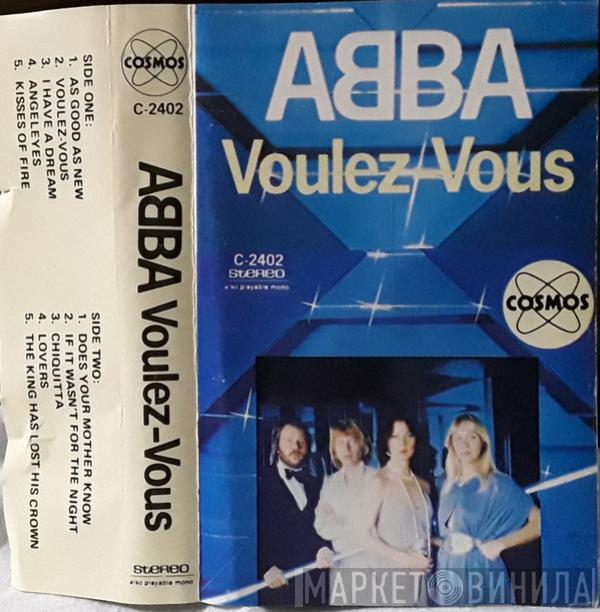 SIDE ONE:
1. AS GOOD AS NEW
2. VOULEZ-VOUS
3. I HAVE A DREAM
4. ANGELEYES
5. KISSES OF FIRE
SIDE TWO:
1. DOES YOUR MOTHER KNOW
2. IF IT WASN'T FOR THE NIGHT
3. CHIQUITTA
4. LOVERS
5. THE KING HAS LOST HIS CROWN
COSMOS
C-2402
AᗺBA Voulez-Vous
STEREO
also playable mono
AᗺBA
Voulez-Vous
C-2402
STEREO
also playable mono
COSMOS
МАРКЕТ ВИНИЛА